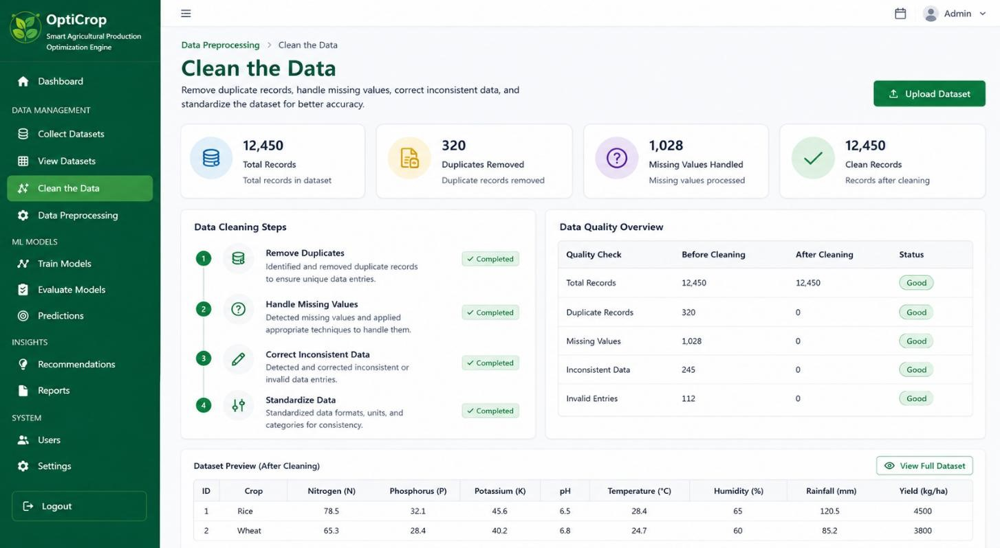 OptiCrop
Smart Agricultural Production
Optimization Engine
Dashboard
DATA MANAGEMENT
Collect Datasets
View Datasets
Clean the Data
Data Preprocessing
ML MODELS
Train Models
Evaluate Models
Predictions
INSIGHTS
Recommendations
Reports
SYSTEM
Users
Settings
Logout
Admin
Data Preprocessing > Clean the Data
Clean the Data
Remove duplicate records, handle missing values, correct inconsistent data, and
standardize the dataset for better accuracy.
Upload Dataset
12,450
Total Records
Total records in dataset
320
Duplicates Removed
Duplicate records removed
1,028
Missing Values Handled
Missing values processed
12,450
Clean Records
Records after cleaning
Data Cleaning Steps
1
Remove Duplicates
Identified and removed duplicate records
to ensure unique data entries.
Completed
2
Handle Missing Values
Detected missing values and applied
appropriate techniques to handle them.
Completed
3
Correct Inconsistent Data
Detected and corrected inconsistent or
invalid data entries.
Completed
4
Standardize Data
Standardized data formats, units, and
categories for consistency.
Completed
Data Quality Overview
Quality Check Before Cleaning After Cleaning Status
Total Records 12,450 12,450 Good
Duplicate Records 320 0 Good
Missing Values 1,028 0 Good
Inconsistent Data 245 0 Good
Invalid Entries 112 0 Good
Dataset Preview (After Cleaning)
View Full Dataset
ID Crop Nitrogen (N) Phosphorus (P) Potassium (K) pH Temperature (°C) Humidity (%) Rainfall (mm) Yield (kg/ha)
1 Rice 78.5 32.1 45.6 6.5 28.4 65 120.5 4500
2 Wheat 65.3 28.4 40.2 6.8 24.7 60 85.2 3800